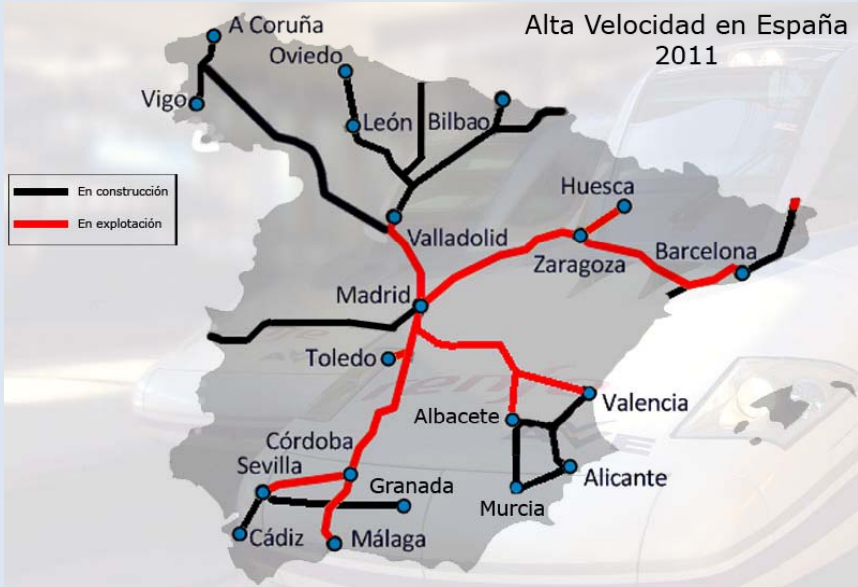 Alta Velocidad en España
2011
A Coruña
Oviedo
Vigo
León
Bilbao
En construcción
En explotación
Huesca
Valladolid
Zaragoza
Barcelona
Madrid
Toledo
renfe
Albacete
Valencia
Córdoba
Sevilla
Granada
Alicante
Murcia
Cádiz
Málaga